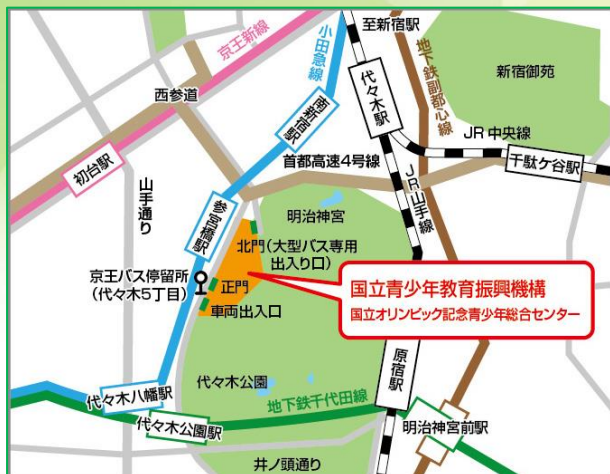 至新宿駅
京王新線
小田急線
地下鉄副都心線
新宿御苑
代々木駅
西参道
南新宿駅
JR 中央線
首都高速4号線
千駄ケ谷駅
初台駅
山手通り
参宮橋駅
明治神宮
JR山手線
北門(大型バス専用
出入り口)
京王バス停留所
(代々木5丁目)
正門
車両出入口
国立青少年教育振興機構
国立オリンピック記念青少年総合センター
原宿駅
代々木公園
代々木八幡駅
地下鉄千代田線
代々木公園駅
明治神宮前駅
井ノ頭通り